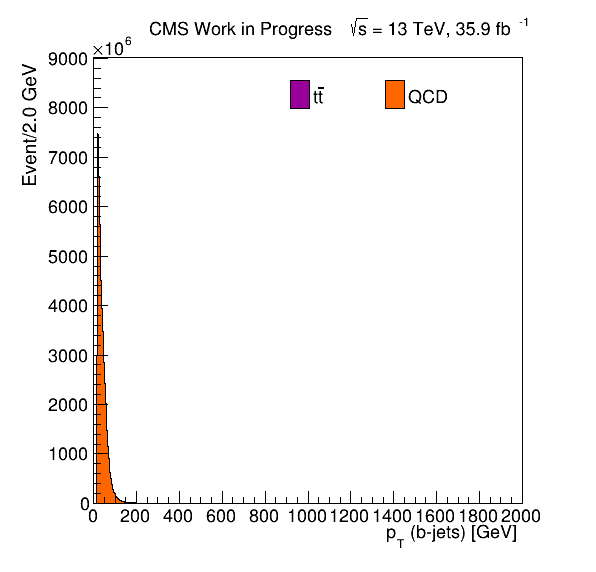 CMS Work in Progress √s = 13 TeV, 35.9 fb⁻¹
×10⁶
Event/2.0 GeV
9000
8000
7000
6000
5000
4000
3000
2000
1000
0
tt̄
QCD
0 200 400 600 800 1000 1200 1400 1600 1800 2000
p_T (b-jets) [GeV]